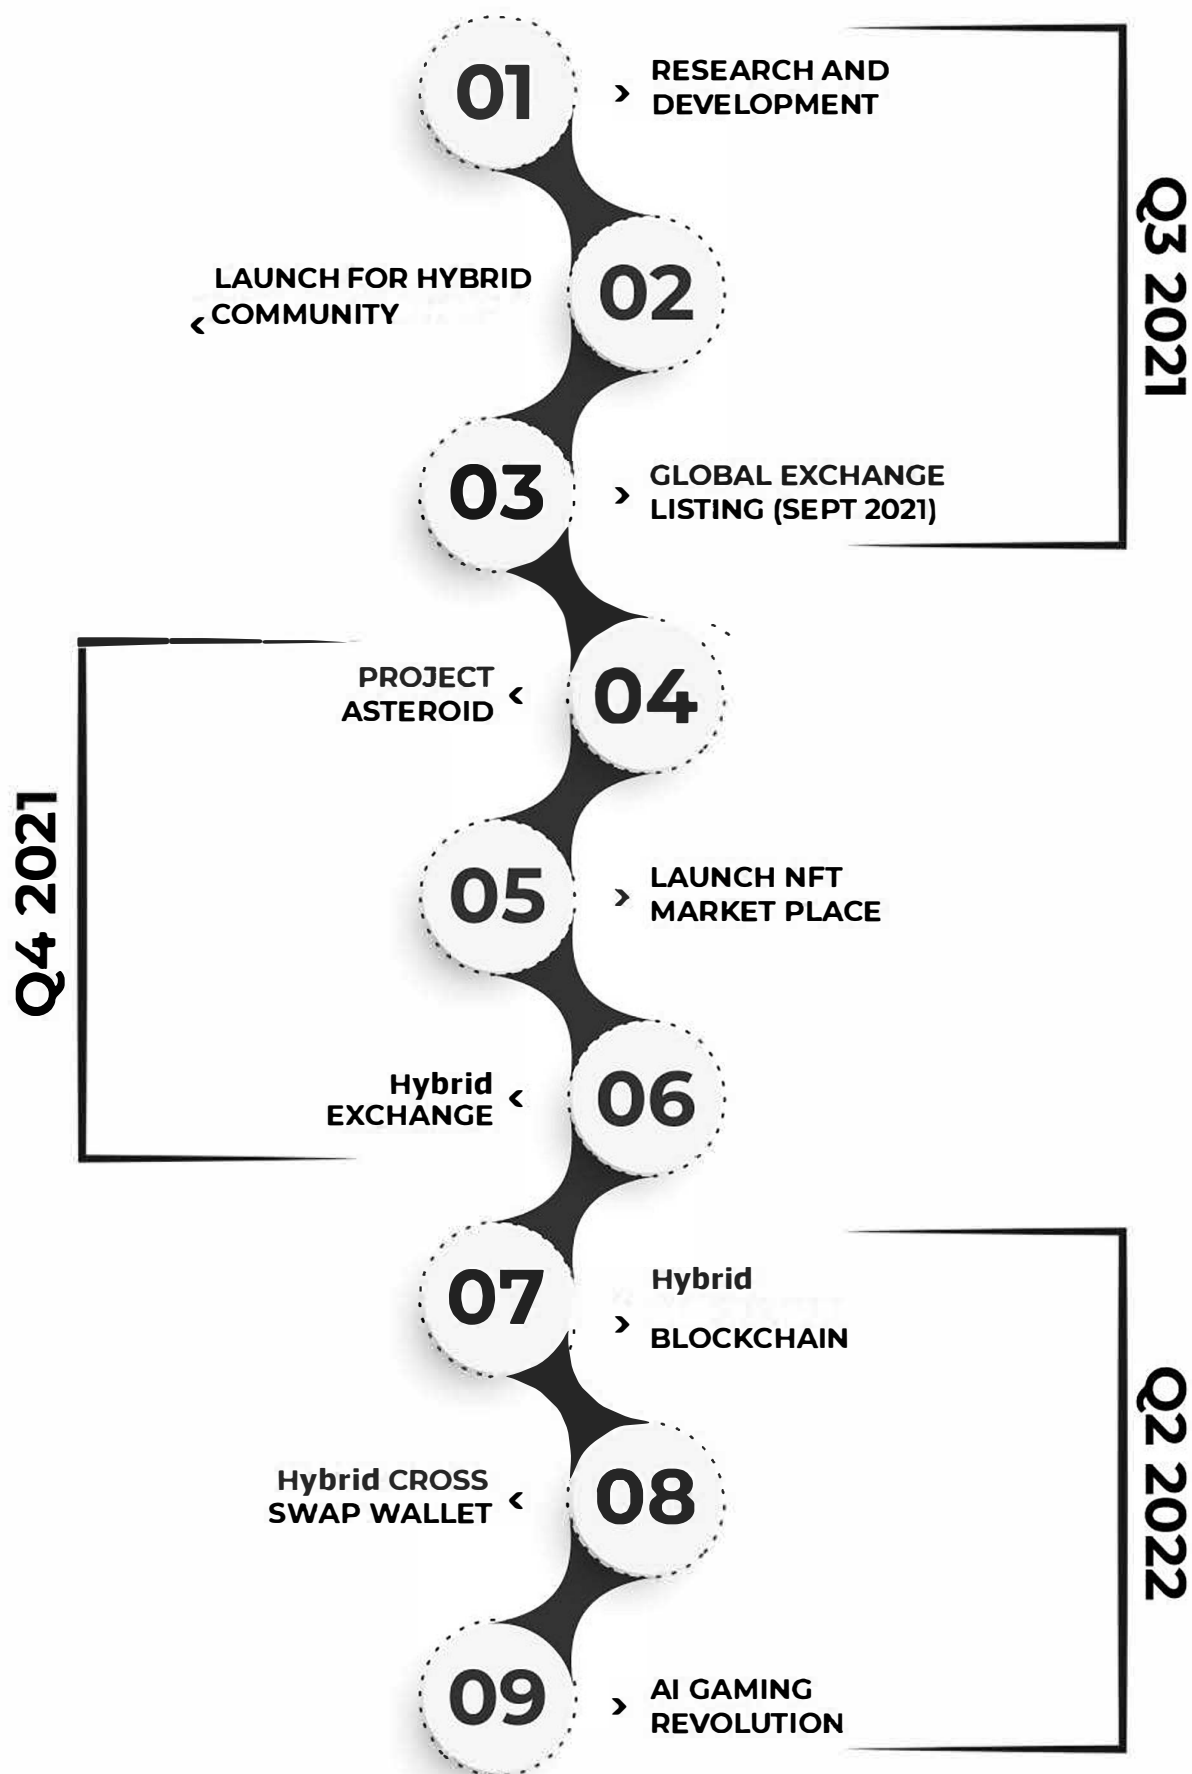 01
RESEARCH AND
DEVELOPMENT
Q3 2021
LAUNCH FOR HYBRID
COMMUNITY
02
03
GLOBAL EXCHANGE
LISTING (SEPT 2021)
Q4 2021
PROJECT
ASTEROID
04
05
LAUNCH NFT
MARKET PLACE
Hybrid
EXCHANGE
06
07
Hybrid
BLOCKCHAIN
Q2 2022
Hybrid CROSS
SWAP WALLET
08
09
AI GAMING
REVOLUTION